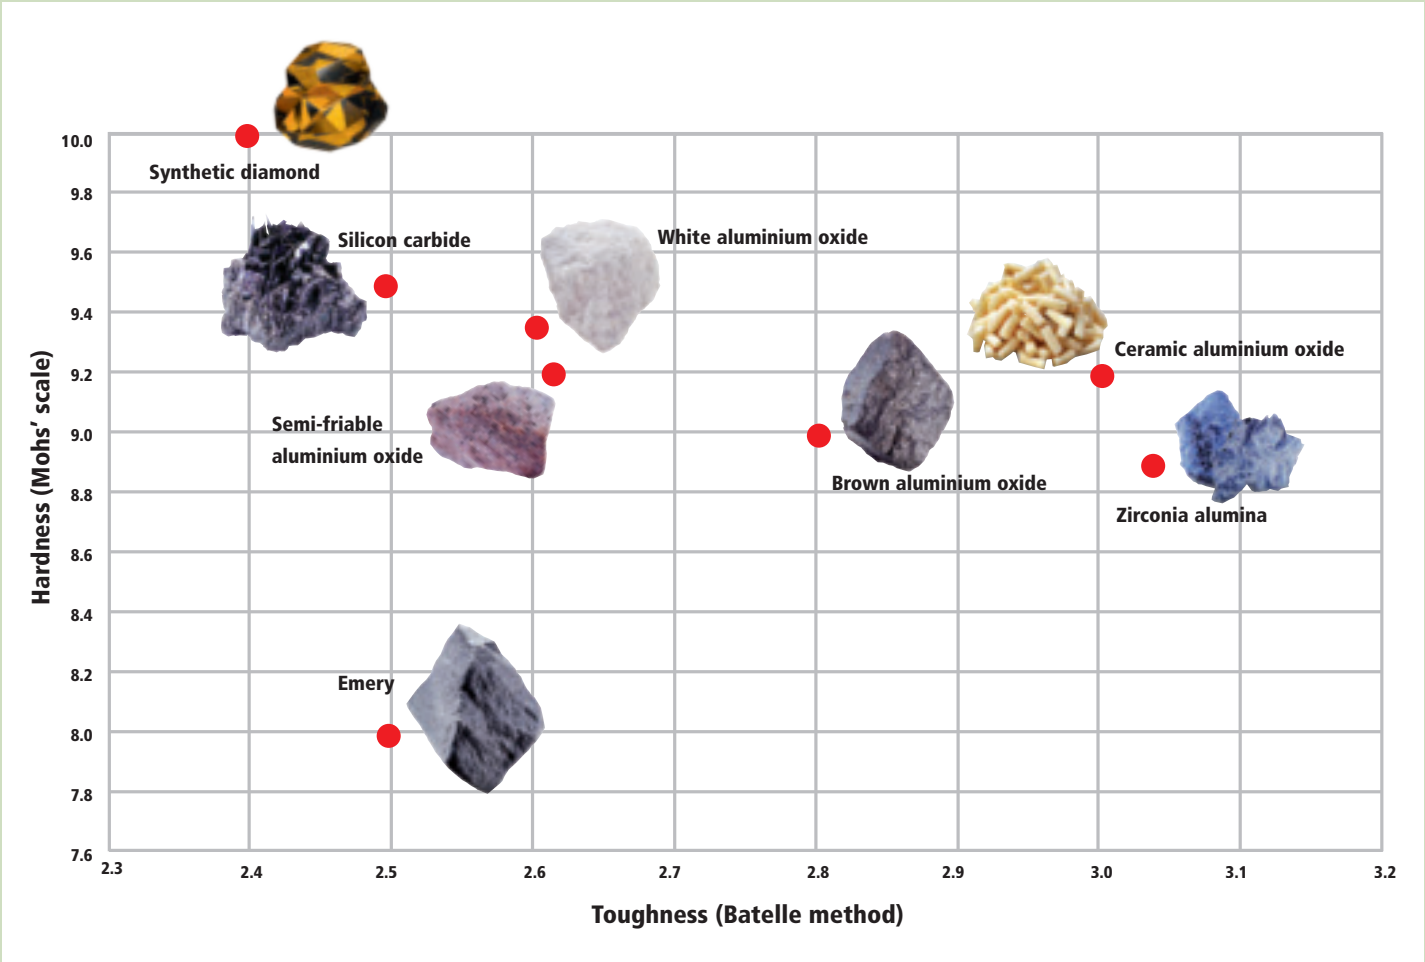 10.0
Synthetic diamond
9.8
Silicon carbide
White aluminium oxide
9.6
9.4
Ceramic aluminium oxide
9.2
Semi-friable
aluminium oxide
9.0
Brown aluminium oxide
8.8
Zirconia alumina
8.6
8.4
8.2
Emery
8.0
7.8
7.6
Hardness (Mohs’ scale)
2.3
2.4
2.5
2.6
2.7
2.8
2.9
3.0
3.1
3.2
Toughness (Batelle method)